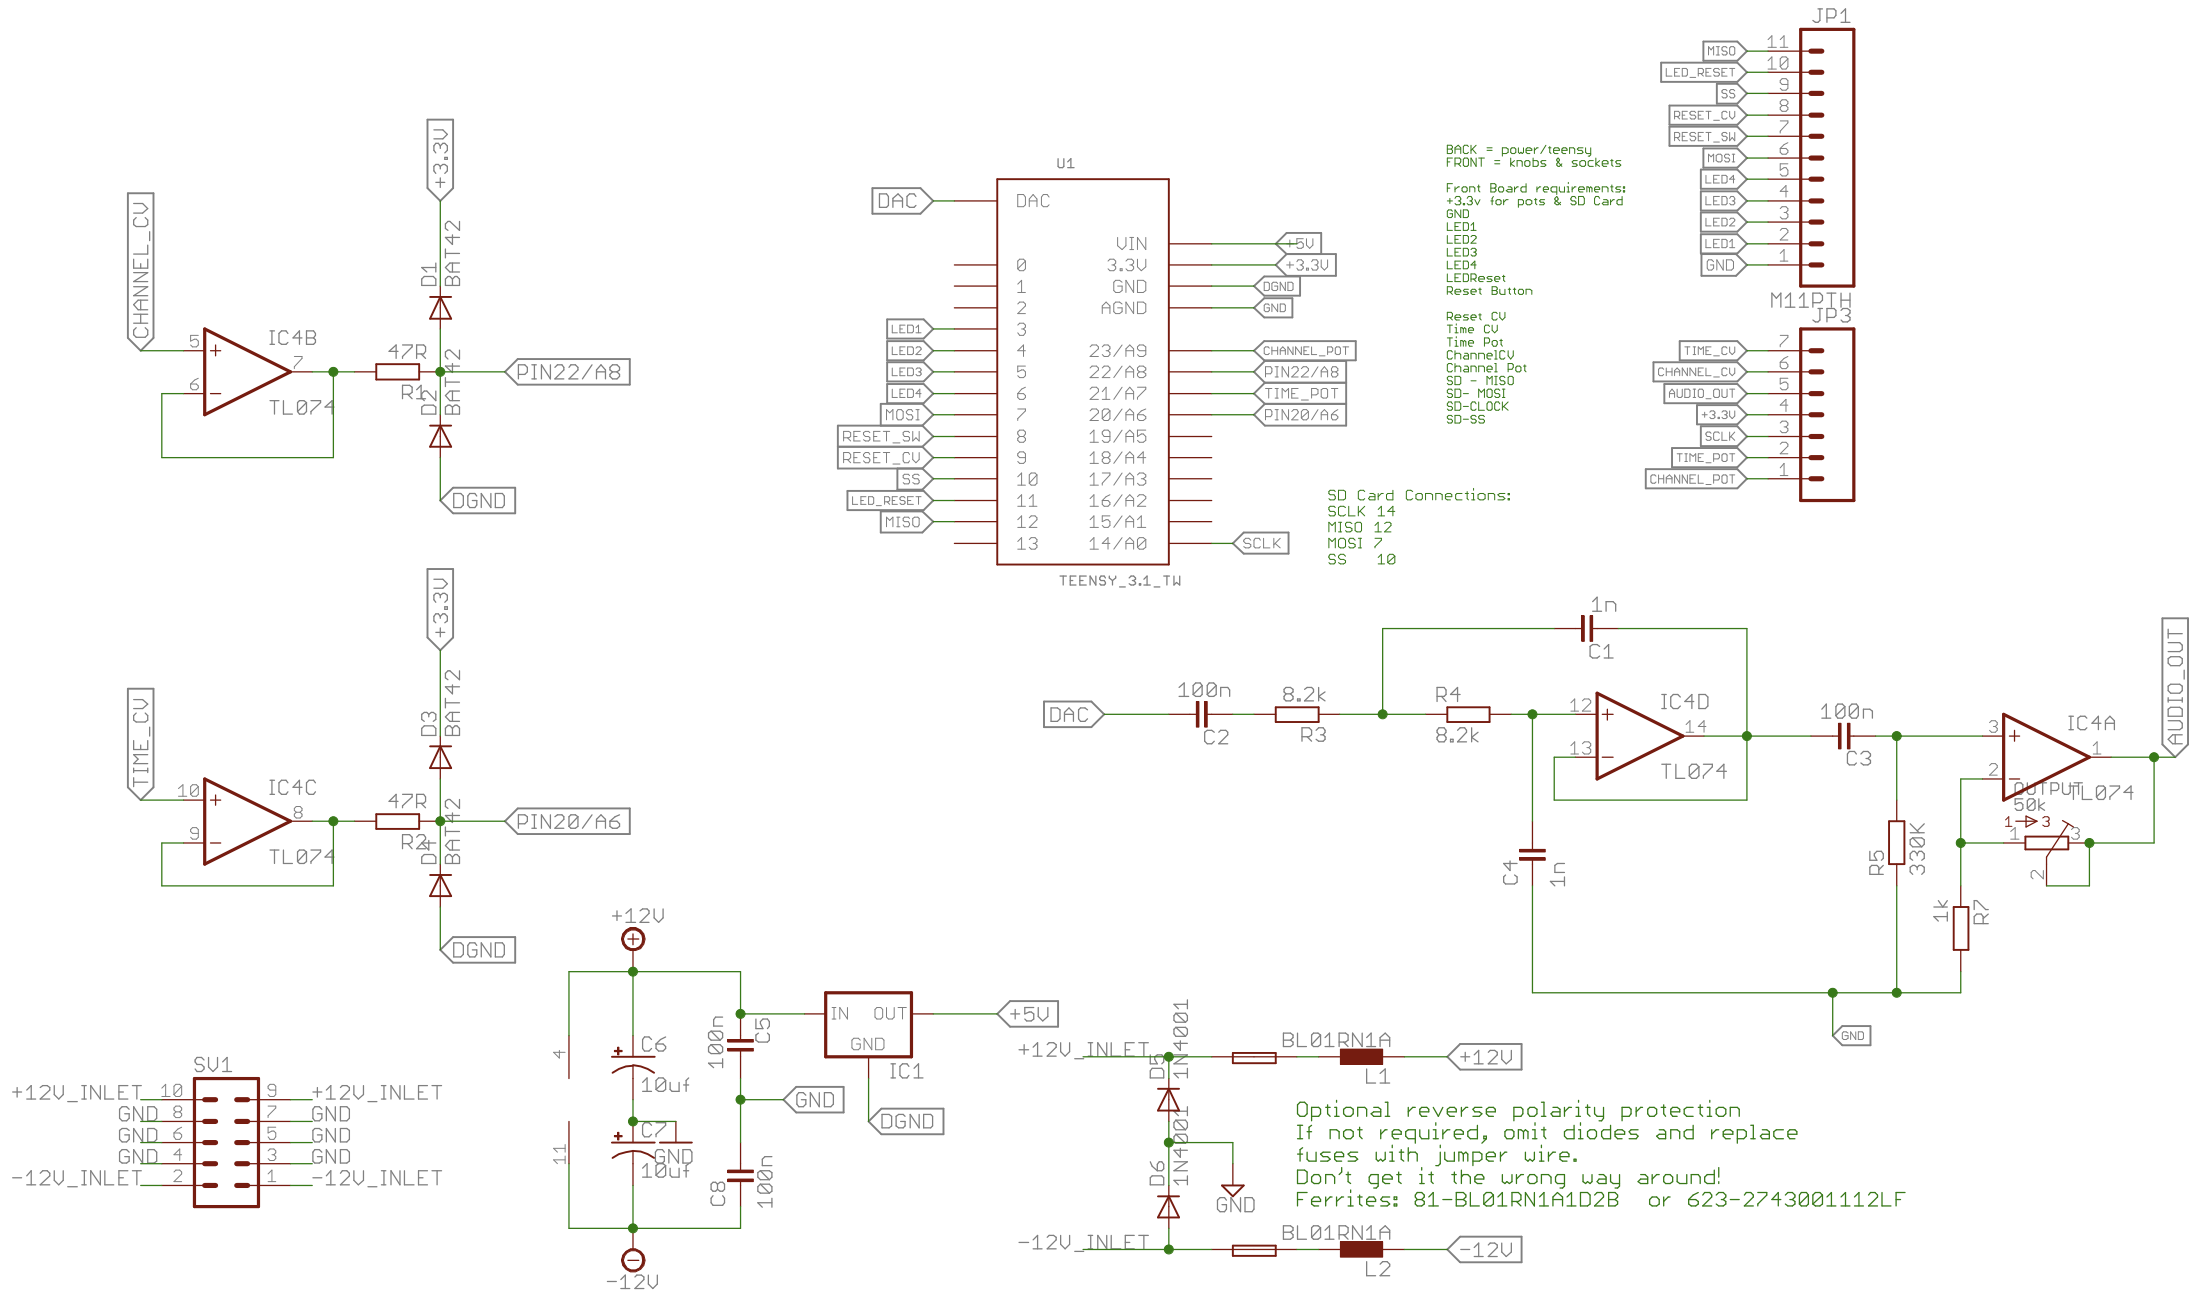 CHANNEL_CV
+3.3V
D1
BAT42
5
6
7
IC4B
TL074
47R
R1
D2
BAT42
PIN22/A8
DGND
TIME_CV
+3.3V
D3
BAT42
10
9
8
IC4C
TL074
47R
R2
D4
BAT42
PIN20/A6
DGND
U1
DAC
DAC
VIN
+5V
3.3V
+3.3V
GND
DGND
AGND
GND
0
1
2
LED1
3
LED2
4
LED3
5
LED4
6
MOSI
7
RESET_SW
8
RESET_CV
9
SS
10
LED_RESET
11
MISO
12
13
23/A9
CHANNEL_POT
22/A8
PIN22/A8
21/A7
TIME_POT
20/A6
PIN20/A6
19/A5
18/A4
17/A3
16/A2
15/A1
14/A0
SCLK
TEENSY_3.1_TW
BACK = power/teensy
FRONT = knobs & sockets
Front Board requirements:
+3.3v for pots & SD Card
GND
LED1
LED2
LED3
LED4
LEDReset
Reset Button
Reset CV
Time CV
Time Pot
ChannelCV
Channel Pot
SD - MISO
SD- MOSI
SD-CLOCK
SD-SS
SD Card Connections:
SCLK 14
MISO 12
MOSI 7
SS 10
JP1
MISO 11
LED_RESET 10
SS 9
RESET_CV 8
RESET_SW 7
MOSI 6
LED4 5
LED3 4
LED2 3
LED1 2
GND 1
M11PTH
JP3
TIME_CV 7
CHANNEL_CV 6
AUDIO_OUT 5
+3.3V 4
SCLK 3
TIME_POT 2
CHANNEL_POT 1
DAC
100n
C2
8.2k
R3
R4
8.2k
1n
C1
12
13
14
IC4D
TL074
C4
1n
100n
C3
3
2
1
IC4A
TL074
AUDIO_OUT
OUTPUT
50k
1
3
1
3
2
R5
330K
1k
R7
GND
+12V
4
11
C6
10uf
C7
GND
10uf
-12V
100n
C5
C8
100n
GND
IN
OUT
GND
IC1
+5V
DGND
SV1
+12V_INLET 10 9 +12V_INLET
GND 8 7 GND
GND 6 5 GND
GND 4 3 GND
-12V_INLET 2 1 -12V_INLET
+12V_INLET
D5
1N4001
BL01RN1A
L1
+12V
D6
1N4001
GND
-12V_INLET
BL01RN1A
L2
-12V
Optional reverse polarity protection
If not required, omit diodes and replace
fuses with jumper wire.
Don't get it the wrong way around!
Ferrites: 81-BL01RN1A1D2B or 623-2743001112LF